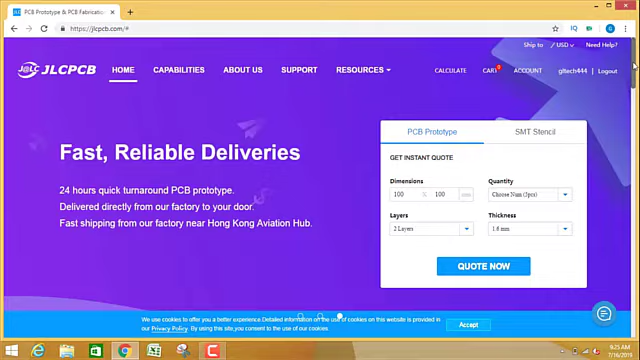 PCB Prototype & PCB Fabrication
https://jlcpcb.com/#
Ship to / USD Need Help?
J@LC JLCPCB HOME CAPABILITIES ABOUT US SUPPORT RESOURCES CALCULATE CART 0 ACCOUNT gltech444 Logout
PCB Prototype SMT Stencil
GET INSTANT QUOTE
Fast, Reliable Deliveries
Dimensions Quantity
24 hours quick turnaround PCB prototype.
100 X 100 mm Choose Num (5pcs)
Delivered directly from our factory to your door.
Layers Thickness
Fast shipping from our factory near Hong Kong Aviation Hub.
2 Layers 1.6 mm
QUOTE NOW
We use cookies to offer you a better experience.Detailed information on the use of cookies on this website is provided in
our Privacy Policy. By using this site,you consent to the use of our cookies.
Accept
9:25 AM
7/16/2019